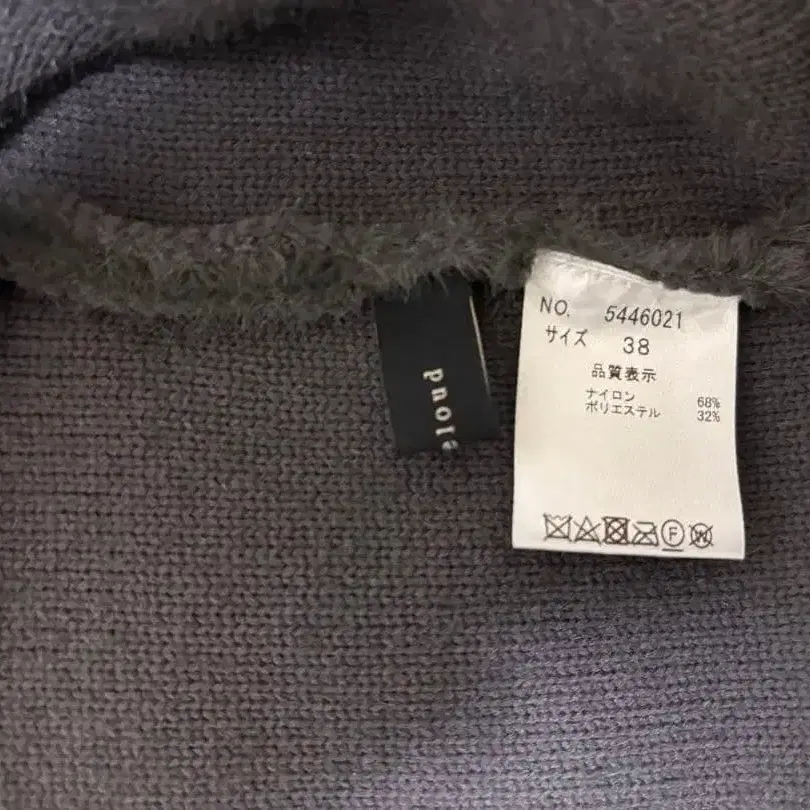 NO. 5446021
サイズ 38
品質表示
ナイロン 68%
ポリエステル 32%
F W